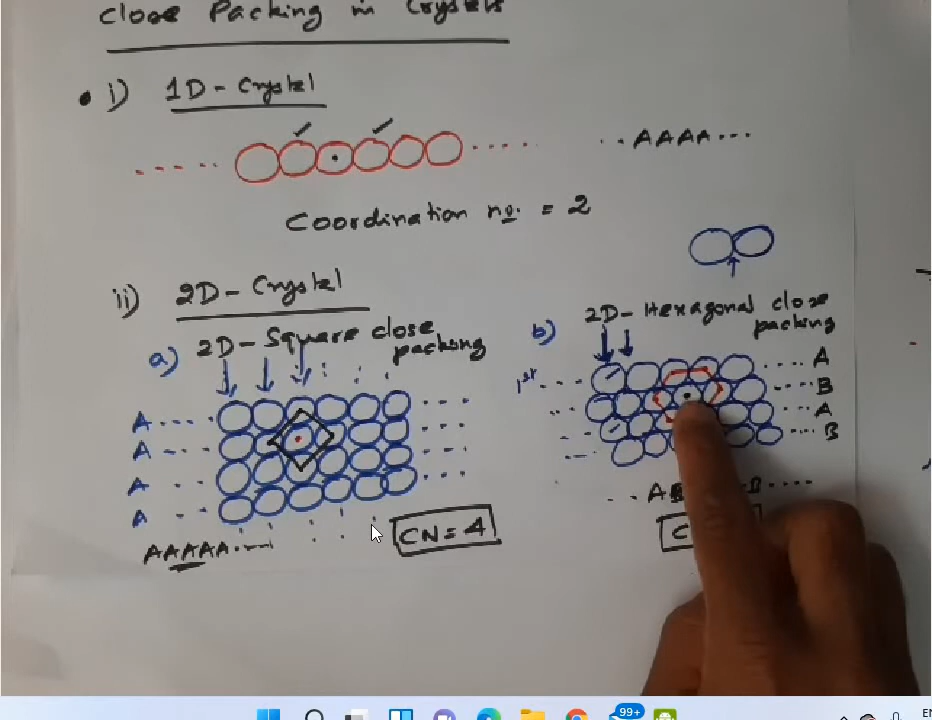 Close Packing in Crystals
i) 1D - Crystal
..AAAA...
Coordination no. = 2
ii) 2D - Crystal
a) 2D - Square close packing
A
A
A
A
AAAAA....
CN = 4
b) 2D - Hexagonal close packing
1st
A
B
A
B
99+